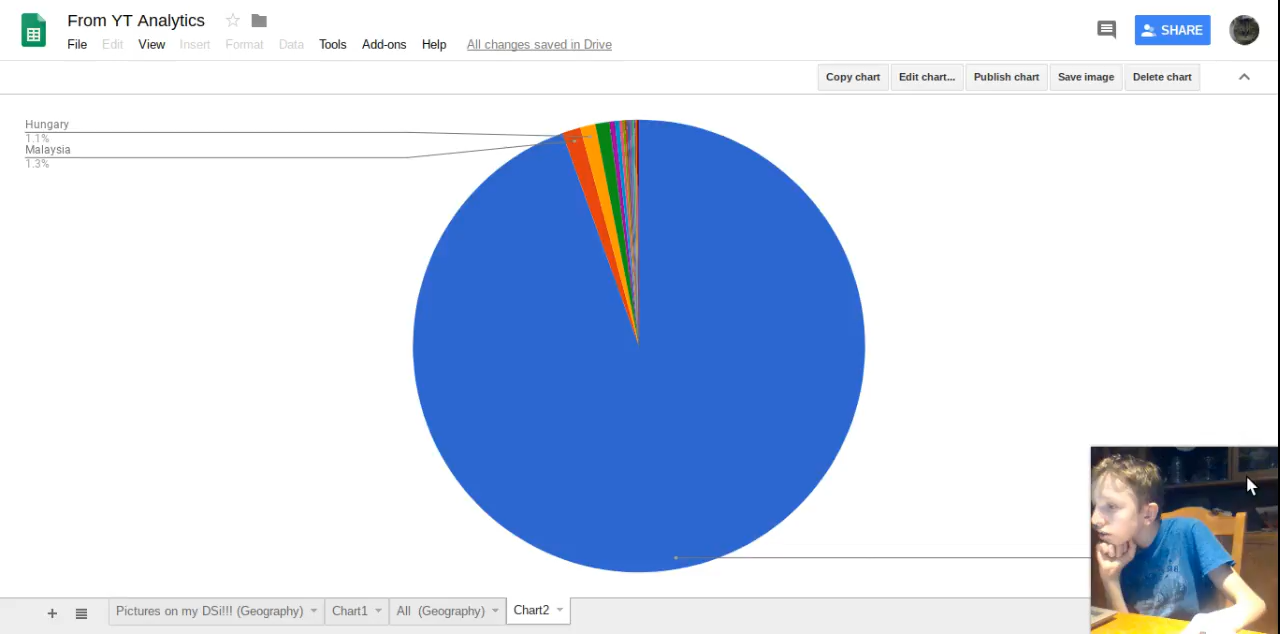 From YT Analytics
File Edit View Insert Format Data Tools Add-ons Help All changes saved in Drive
SHARE
Copy chart Edit chart... Publish chart Save image Delete chart
Hungary
1.1%
Malaysia
1.3%
Pictures on my DSi!!! (Geography) Chart1 All (Geography) Chart2